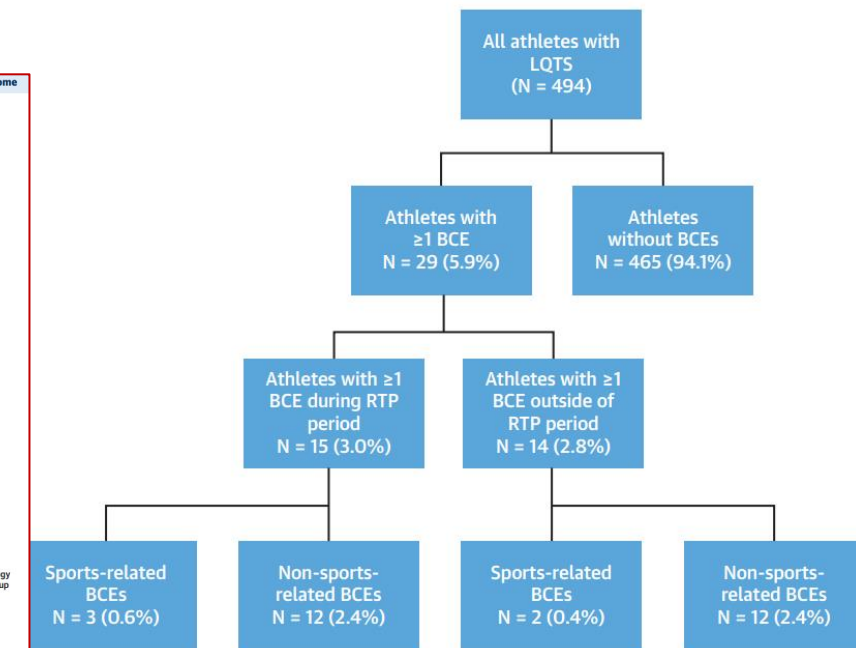 All athletes with
LQTS
(N = 494)
ome
Athletes with
≥1 BCE
N = 29 (5.9%)
Athletes
without BCEs
N = 465 (94.1%)
Athletes with ≥1
BCE during RTP
period
N = 15 (3.0%)
Athletes with ≥1
BCE outside of
RTP period
N = 14 (2.8%)
gy
up
Sports-related
BCEs
N = 3 (0.6%)
Non-sports-
related BCEs
N = 12 (2.4%)
Sports-related
BCEs
N = 2 (0.4%)
Non-sports-
related BCEs
N = 12 (2.4%)